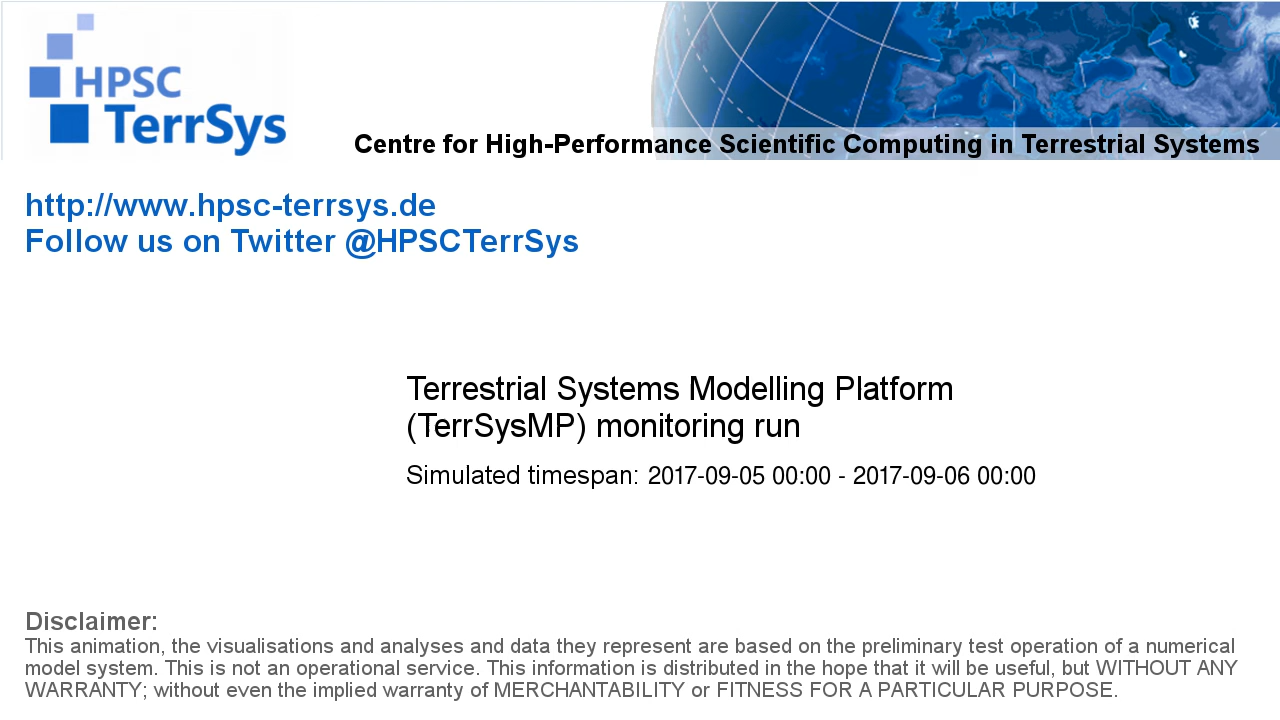 HPSC
TerrSys
Centre for High-Performance Scientific Computing in Terrestrial Systems
http://www.hpsc-terrsys.de
Follow us on Twitter @HPSCTerrSys
Terrestrial Systems Modelling Platform
(TerrSysMP) monitoring run
Simulated timespan: 2017-09-05 00:00 - 2017-09-06 00:00
Disclaimer:
This animation, the visualisations and analyses and data they represent are based on the preliminary test operation of a numerical
model system. This is not an operational service. This information is distributed in the hope that it will be useful, but WITHOUT ANY
WARRANTY; without even the implied warranty of MERCHANTABILITY or FITNESS FOR A PARTICULAR PURPOSE.